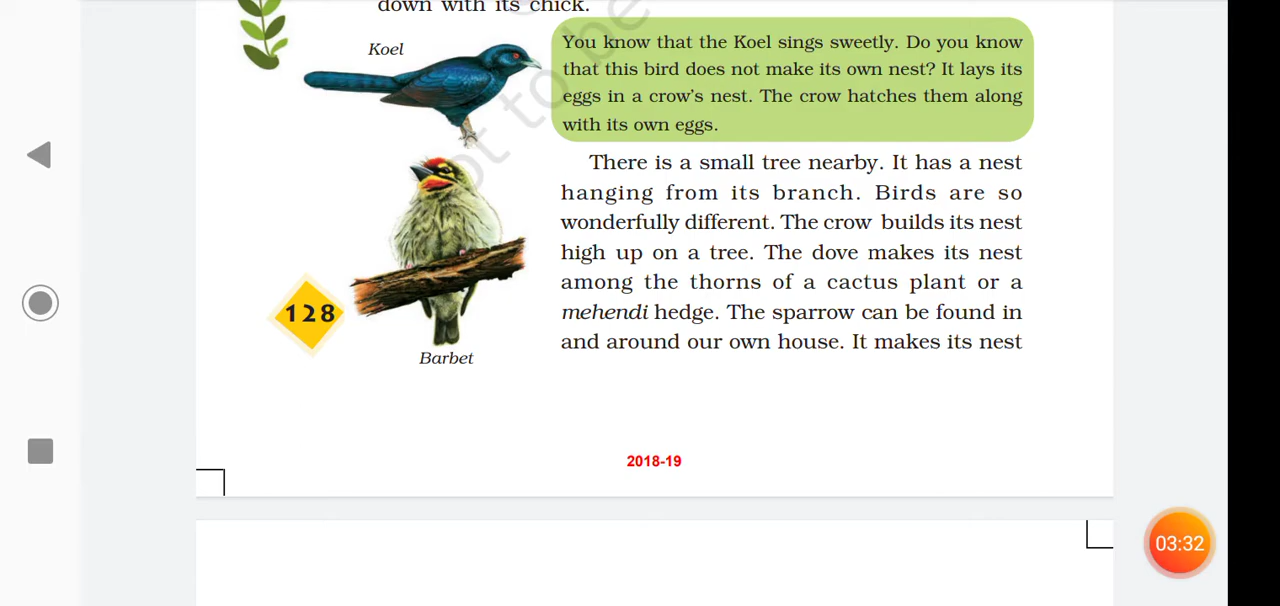 down with its chick.
Koel
You know that the Koel sings sweetly. Do you know
that this bird does not make its own nest? It lays its
eggs in a crow's nest. The crow hatches them along
with its own eggs.
There is a small tree nearby. It has a nest
hanging from its branch. Birds are so
wonderfully different. The crow builds its nest
high up on a tree. The dove makes its nest
among the thorns of a cactus plant or a
mehendi hedge. The sparrow can be found in
and around our own house. It makes its nest
128
Barbet
2018-19
03:32
not to be